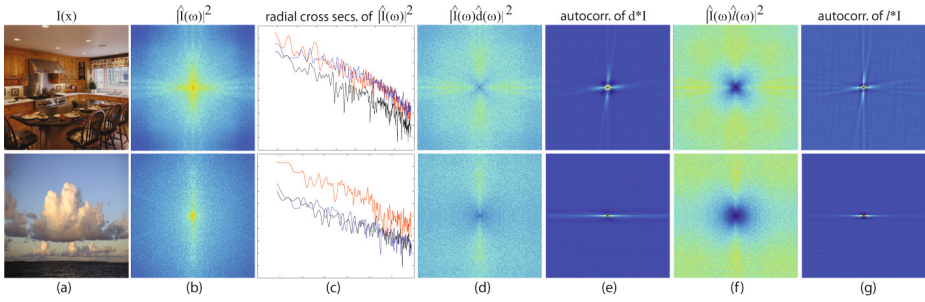 I(x) |Î(ω)|² radial cross secs. of |Î(ω)|² |Î(ω)d̂(ω)|² autocorr. of d*I |Î(ω)l̂(ω)|² autocorr. of l*I
(a) (b) (c) (d) (e) (f) (g)